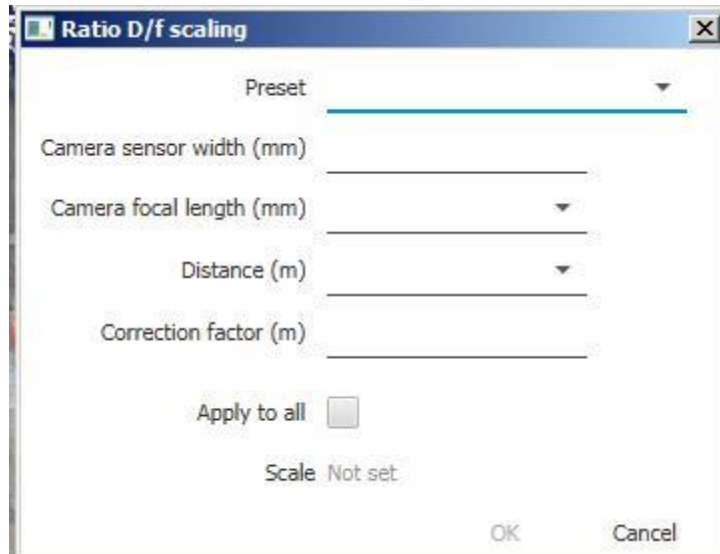 Ratio D/f scaling
Preset
Camera sensor width (mm)
Camera focal length (mm)
Distance (m)
Correction factor (m)
Apply to all
Scale Not set
OK Cancel